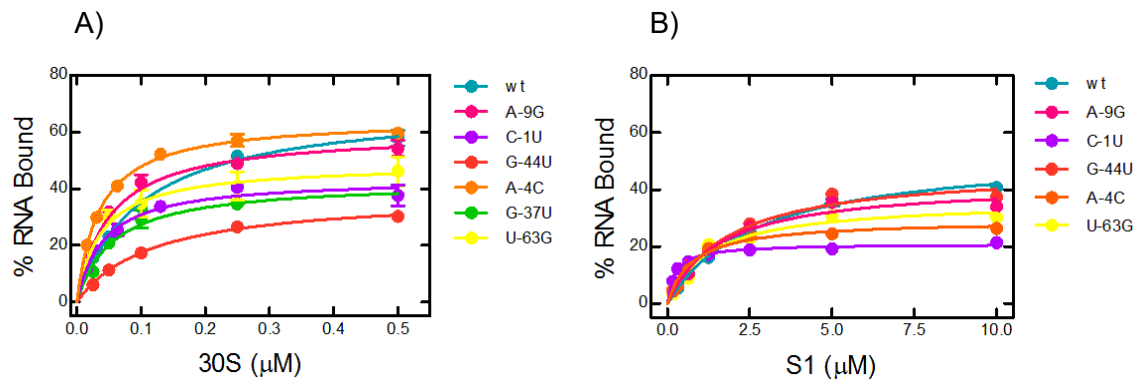 A)
% RNA Bound
80
60
40
20
0
0.0 0.1 0.2 0.3 0.4 0.5
30S (μM)
wt
A-9G
C-1U
G-44U
A-4C
G-37U
U-63G
B)
% RNA Bound
80
60
40
20
0
0.0 2.5 5.0 7.5 10.0
S1 (μM)
wt
A-9G
C-1U
G-44U
A-4C
U-63G